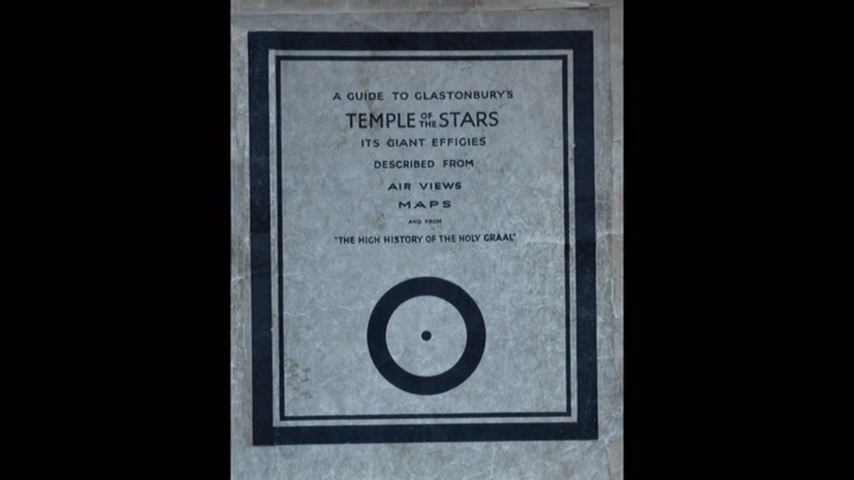 A GUIDE TO GLASTONBURY'S
TEMPLE OF THE STARS
ITS GIANT EFFIGIES
DESCRIBED FROM
AIR VIEWS
MAPS
AND FROM
"THE HIGH HISTORY OF THE HOLY GRAAL"